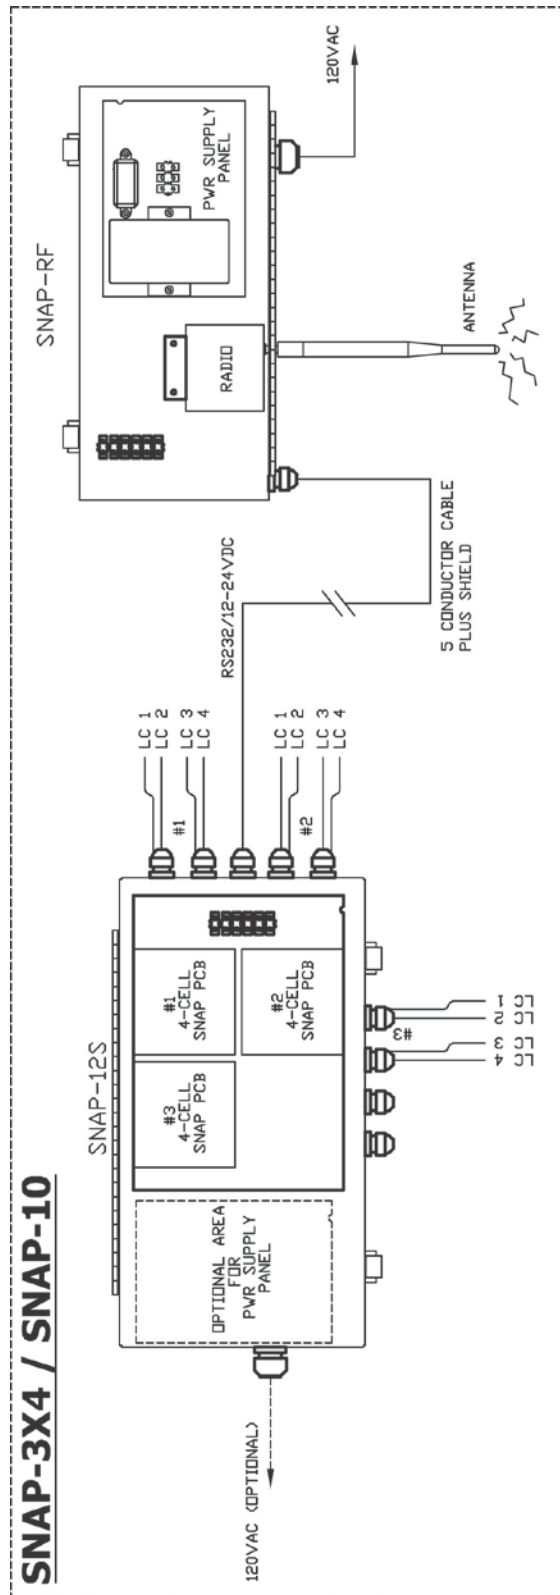 SNAP-3X4 / SNAP-10
SNAP-12S
SNAP-RF
120VAC (OPTIONAL)
OPTIONAL AREA
FOR
PWR SUPPLY
PANEL
#3
4-CELL
SNAP PCB
#1
4-CELL
SNAP PCB
#2
4-CELL
SNAP PCB
LC 1
LC 2
#1
LC 3
LC 4
RS232/12-24VDC
LC 1
LC 2
#2
LC 3
LC 4
LC 4
LC 3
#3
LC 2
LC 1
5 CONDUCTOR CABLE
PLUS SHIELD
RADIO
PWR SUPPLY
PANEL
ANTENNA
120VAC